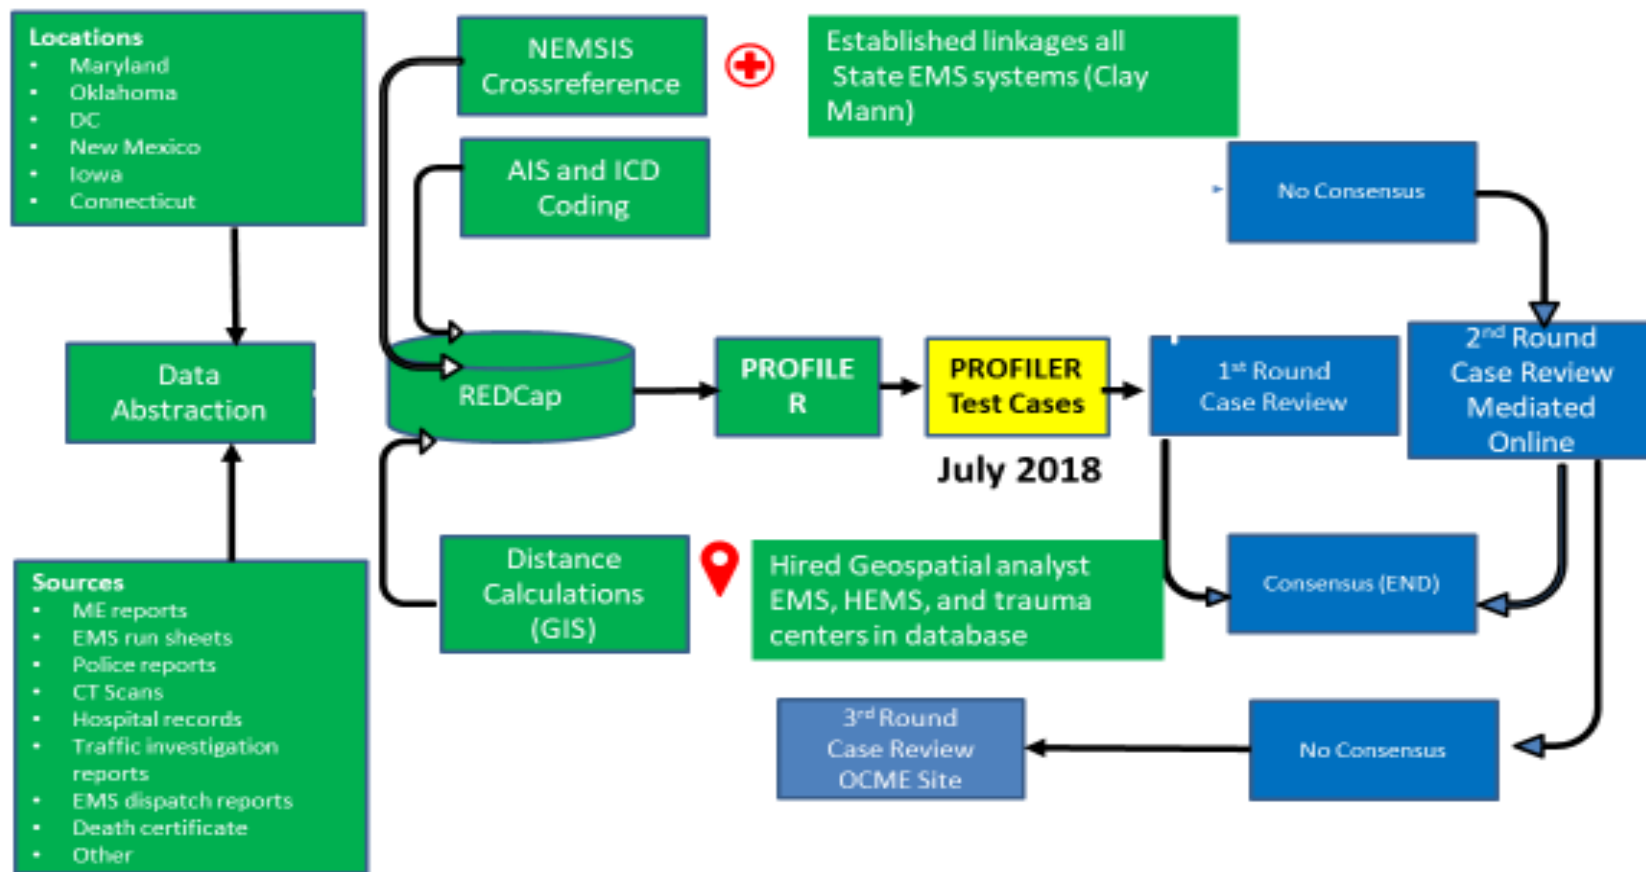 Locations
• Maryland
• Oklahoma
• DC
• New Mexico
• Iowa
• Connecticut
NEMSIS
Crossreference
Established linkages all
State EMS systems (Clay
Mann)
AIS and ICD
Coding
No Consensus
Data
Abstraction
REDCap
PROFILE
R
PROFILER
Test Cases
July 2018
1st Round
Case Review
2nd Round
Case Review
Mediated
Online
Sources
• ME reports
• EMS run sheets
• Police reports
• CT Scans
• Hospital records
• Traffic investigation
reports
• EMS dispatch reports
• Death certificate
• Other
Distance
Calculations
(GIS)
Hired Geospatial analyst
EMS, HEMS, and trauma
centers in database
Consensus (END)
3rd Round
Case Review
OCME Site
No Consensus